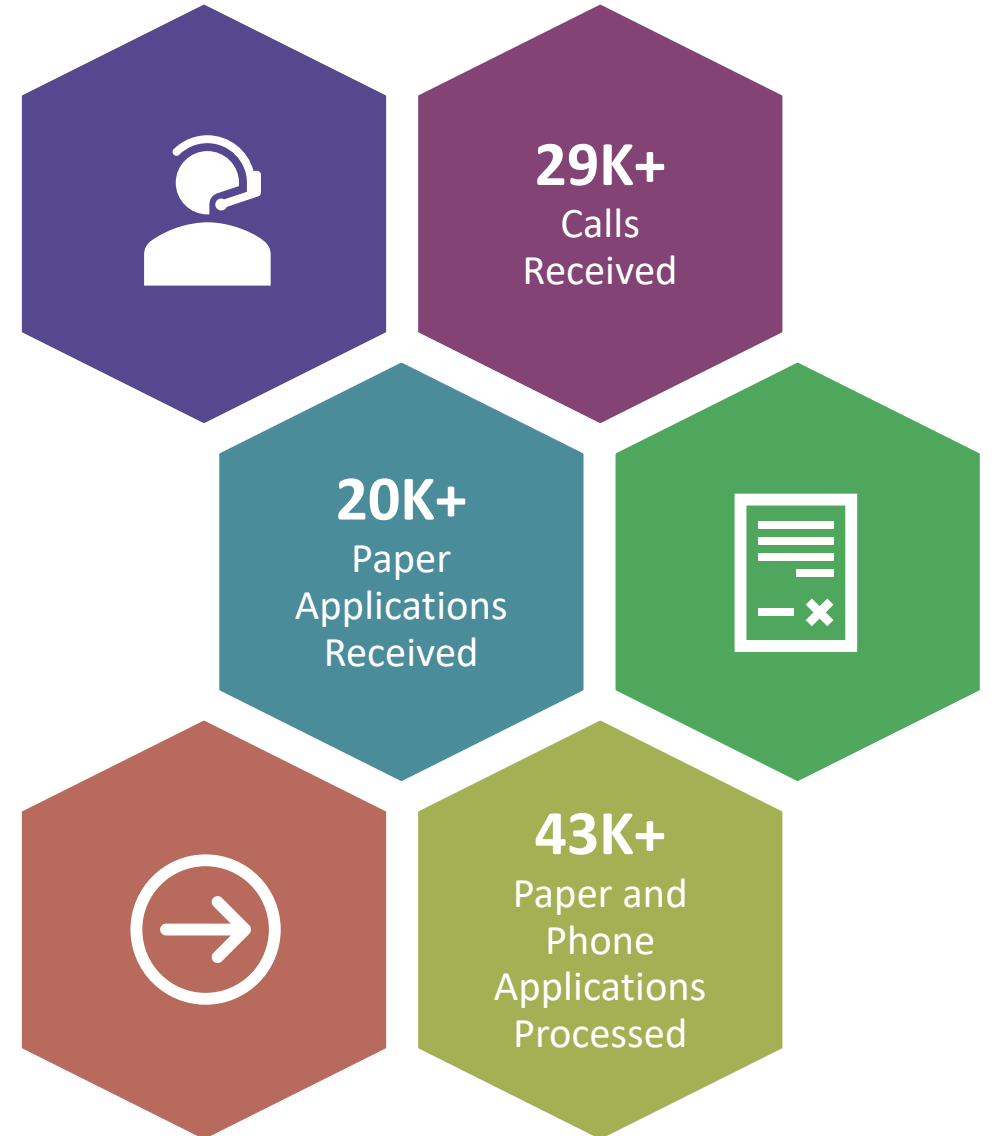 29K+
Calls
Received
20K+
Paper
Applications
Received
43K+
Paper and
Phone
Applications
Processed